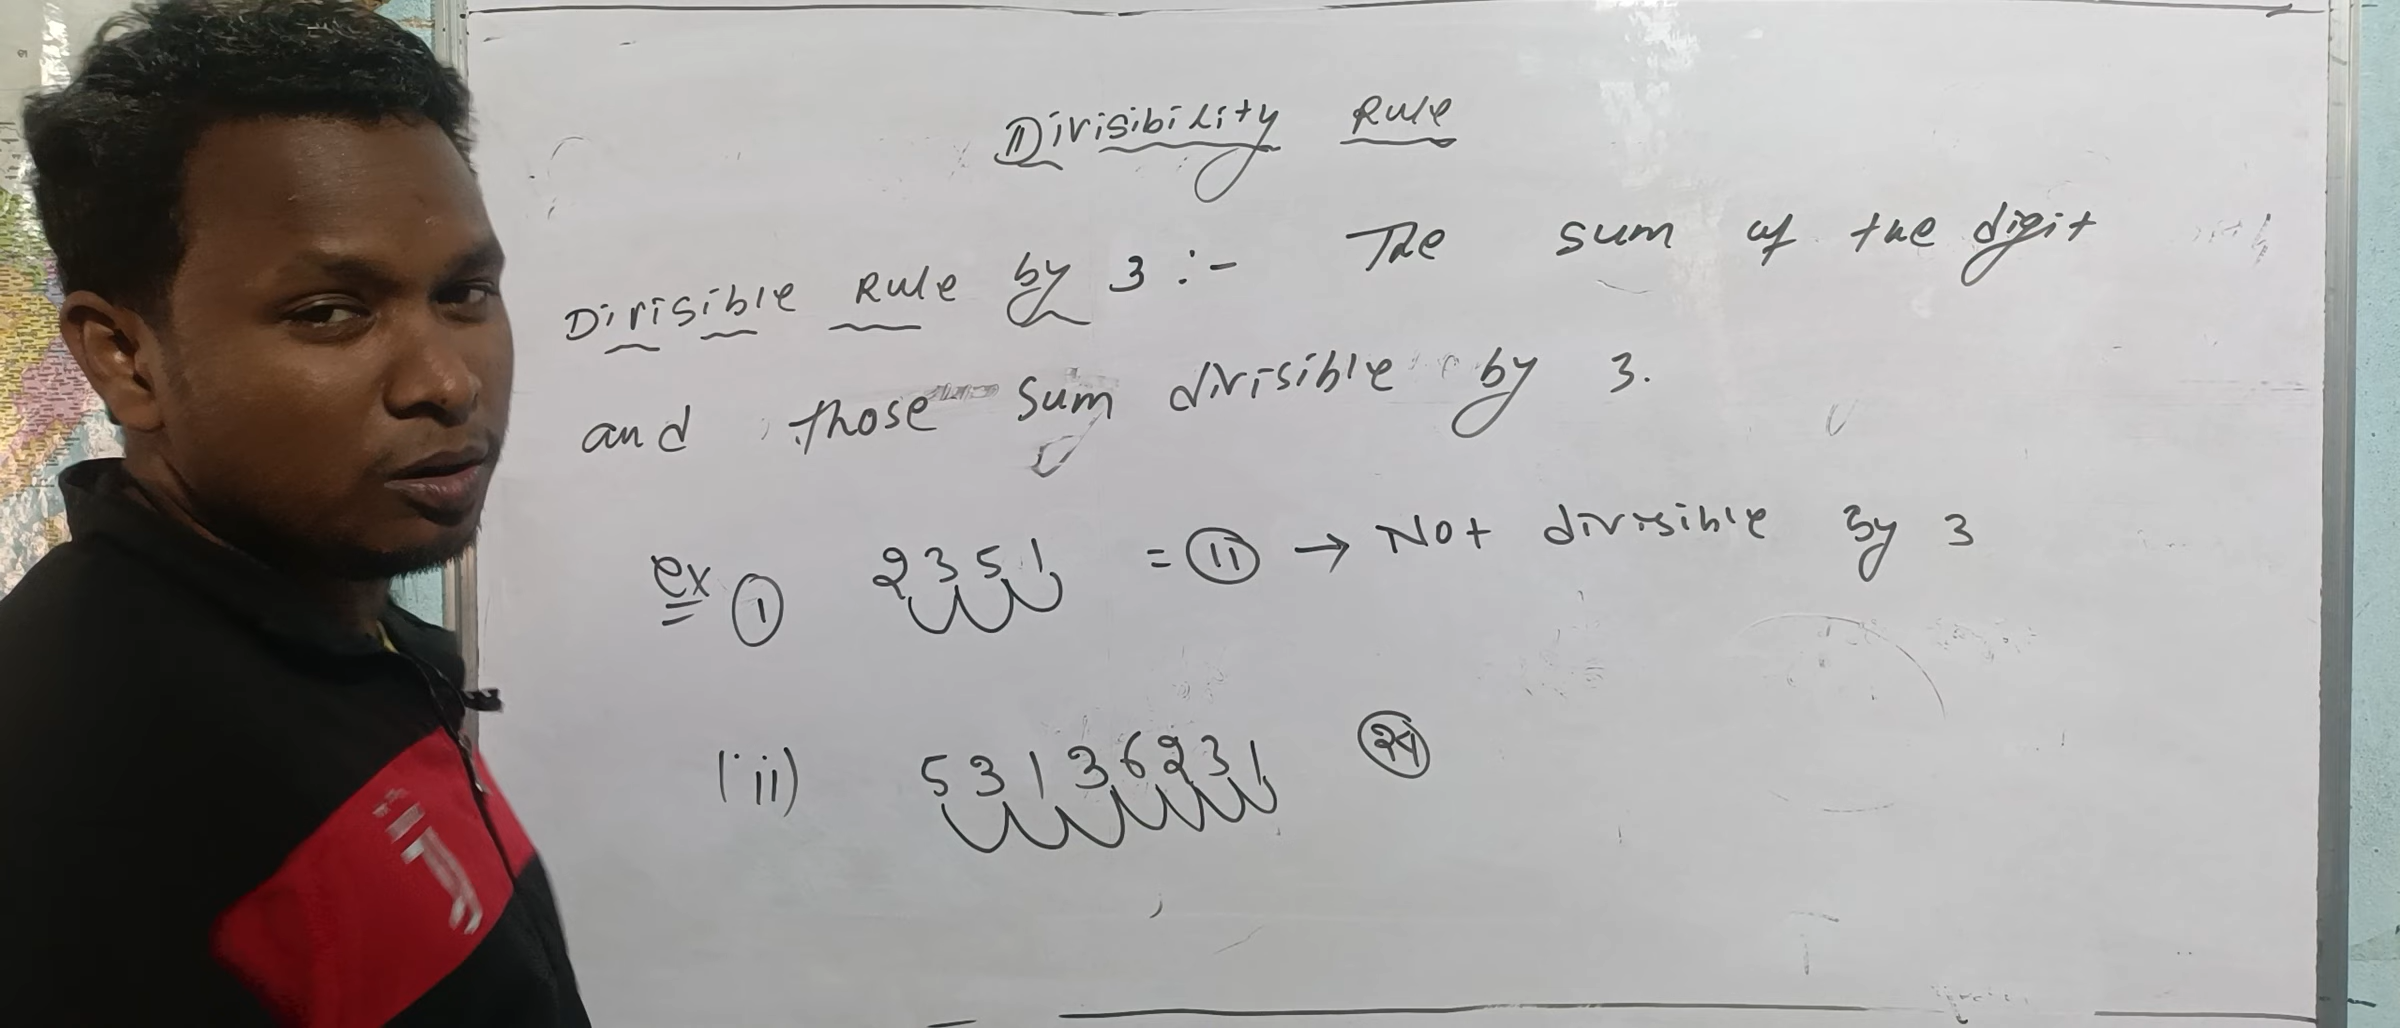 Divisibility Rule
Divisible Rule by 3 :- The sum of the digit
and those sum divisible by 3.
ex ① 2351 = ⑪ → Not divisible By 3
(ii) 53136231 ㉔